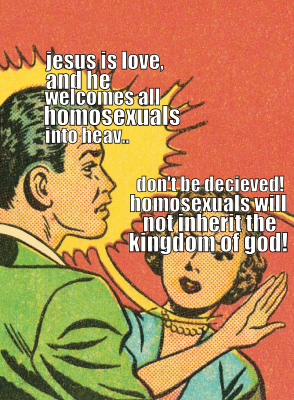 jesus is love,
and he
welcomes all
homosexuals
into heav..
don't be decieved!
homosexuals will
not inherit the
kingdom of god!